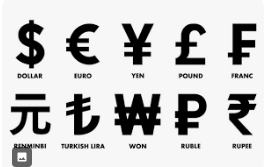 $ € ¥ £ ₣
DOLLAR EURO YEN POUND FRANC
元 ₺ ₩ ₽ ₹
RENMINBI TURKISH LIRA WON RUBLE RUPEE